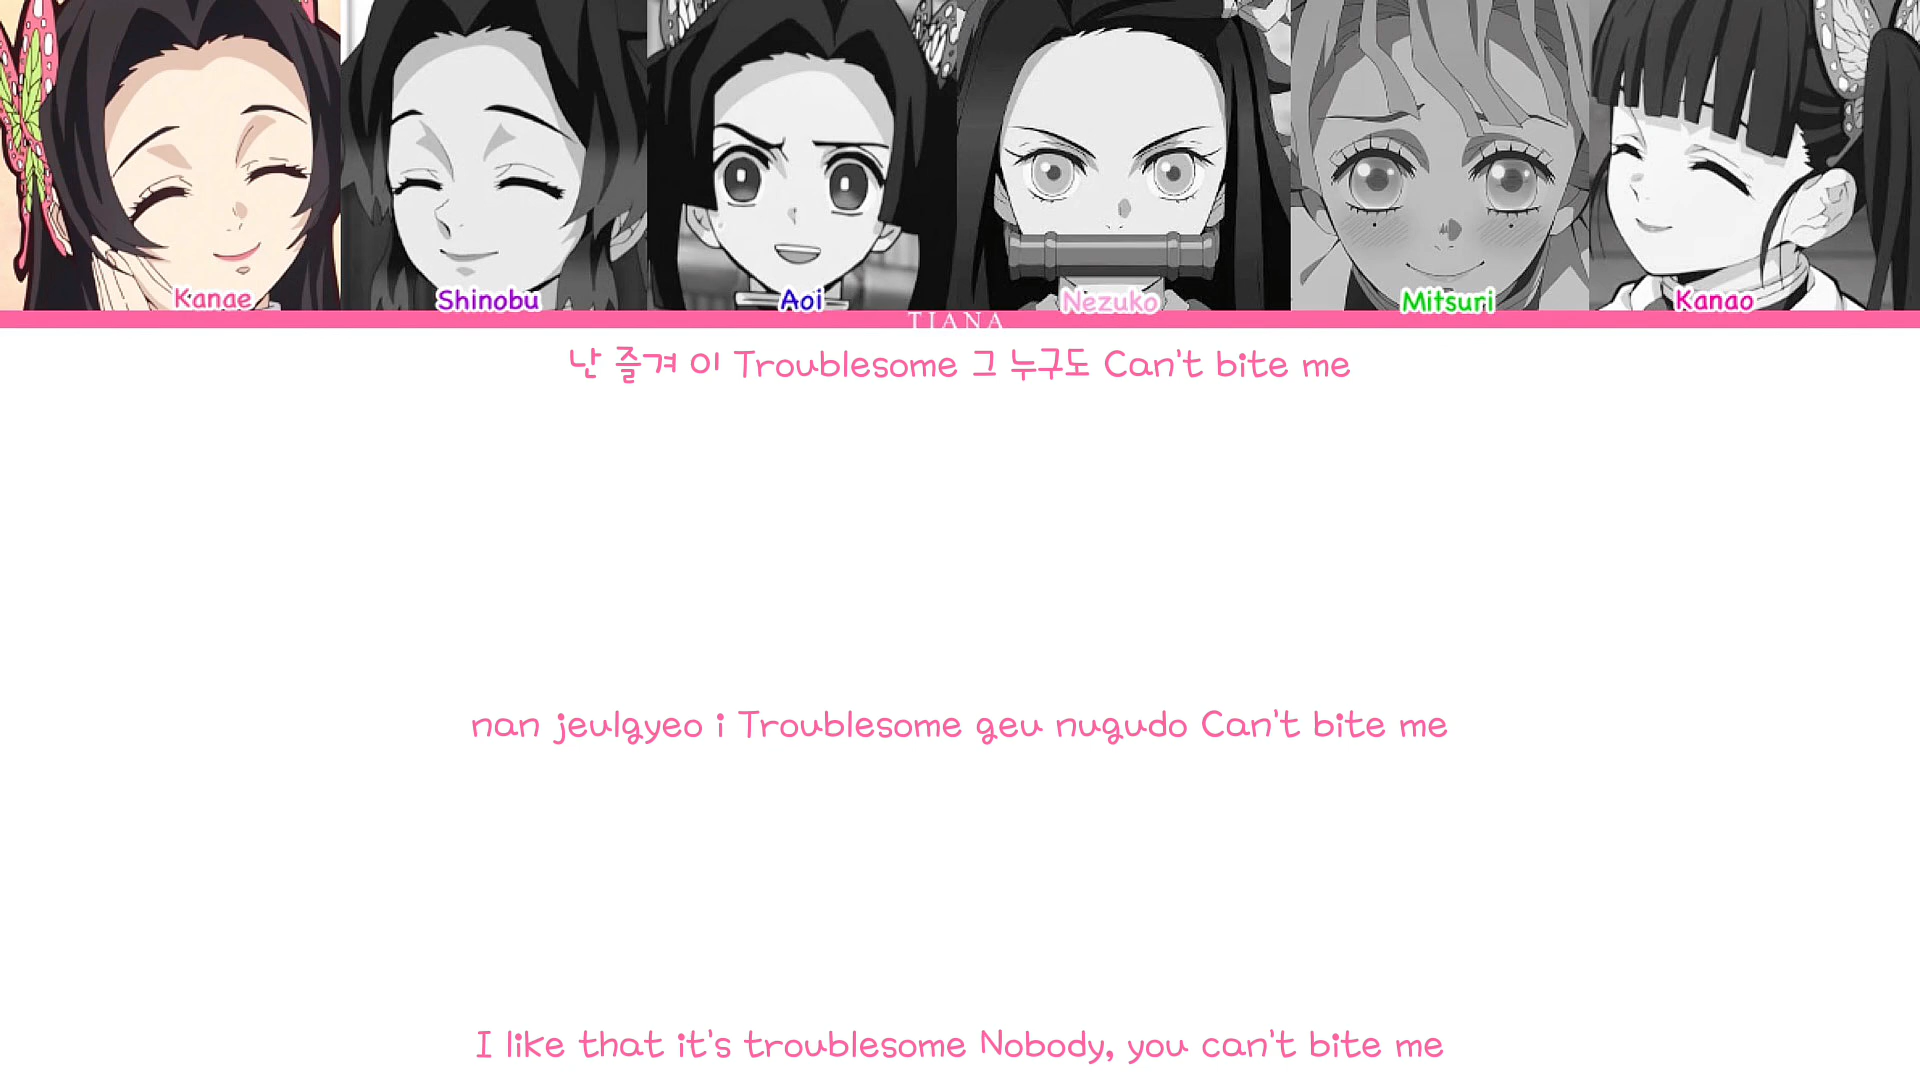 Kanae Shinobu Aoi Nezuko Mitsuri Kanao
TIANA
난 즐겨 이 Troublesome 그 누구도 Can't bite me
nan jeulgyeo i Troublesome geu nugudo Can't bite me
I like that it's troublesome Nobody, you can't bite me